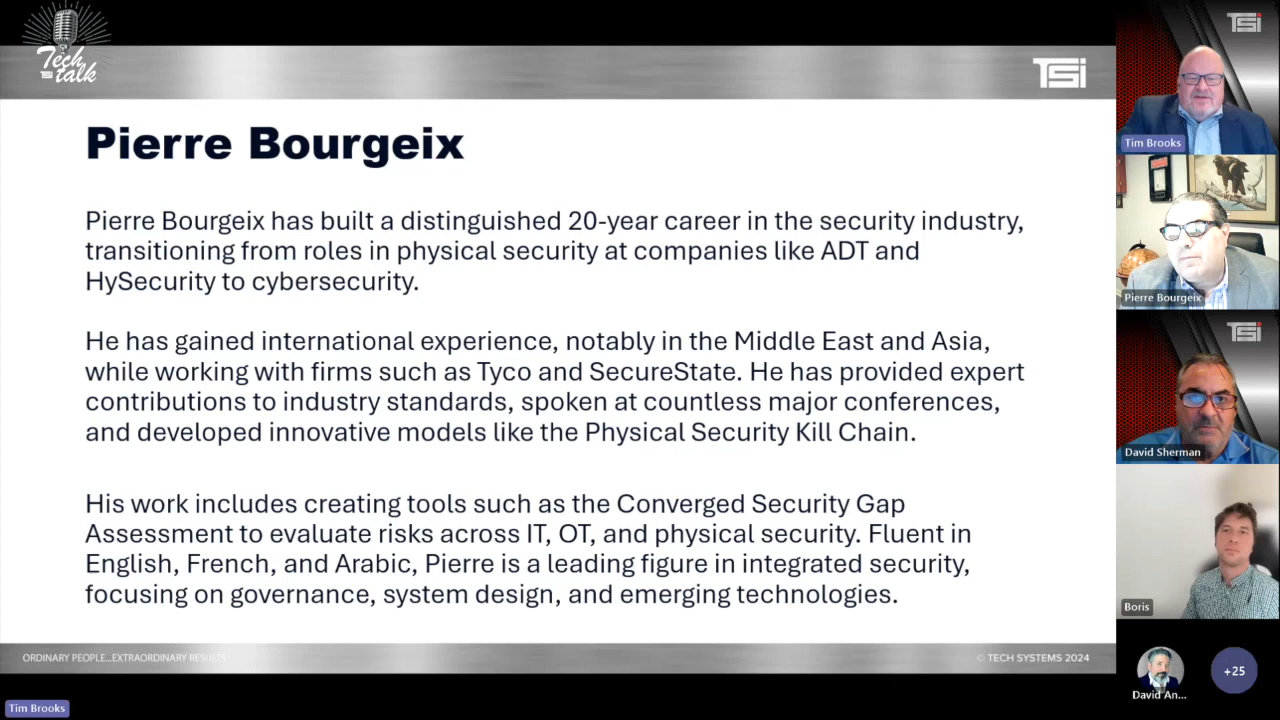 Tech
TSI talk
TSi
Pierre Bourgeix
Pierre Bourgeix has built a distinguished 20-year career in the security industry,
transitioning from roles in physical security at companies like ADT and
HySecurity to cybersecurity.
He has gained international experience, notably in the Middle East and Asia,
while working with firms such as Tyco and SecureState. He has provided expert
contributions to industry standards, spoken at countless major conferences,
and developed innovative models like the Physical Security Kill Chain.
His work includes creating tools such as the Converged Security Gap
Assessment to evaluate risks across IT, OT, and physical security. Fluent in
English, French, and Arabic, Pierre is a leading figure in integrated security,
focusing on governance, system design, and emerging technologies.
ORDINARY PEOPLE...EXTRAORDINARY RESULTS
© TECH SYSTEMS 2024
Tim Brooks
TSi
Tim Brooks
Pierre Bourgeix
TSi
David Sherman
Boris
David An...
+25